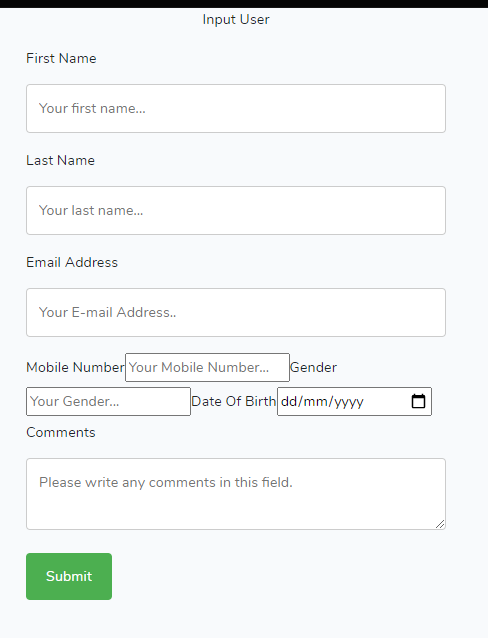 Input User
First Name
Your first name...
Last Name
Your last name...
Email Address
Your E-mail Address..
Mobile Number Your Mobile Number... Gender
Your Gender... Date Of Birth dd/mm/yyyy
Comments
Please write any comments in this field.
Submit